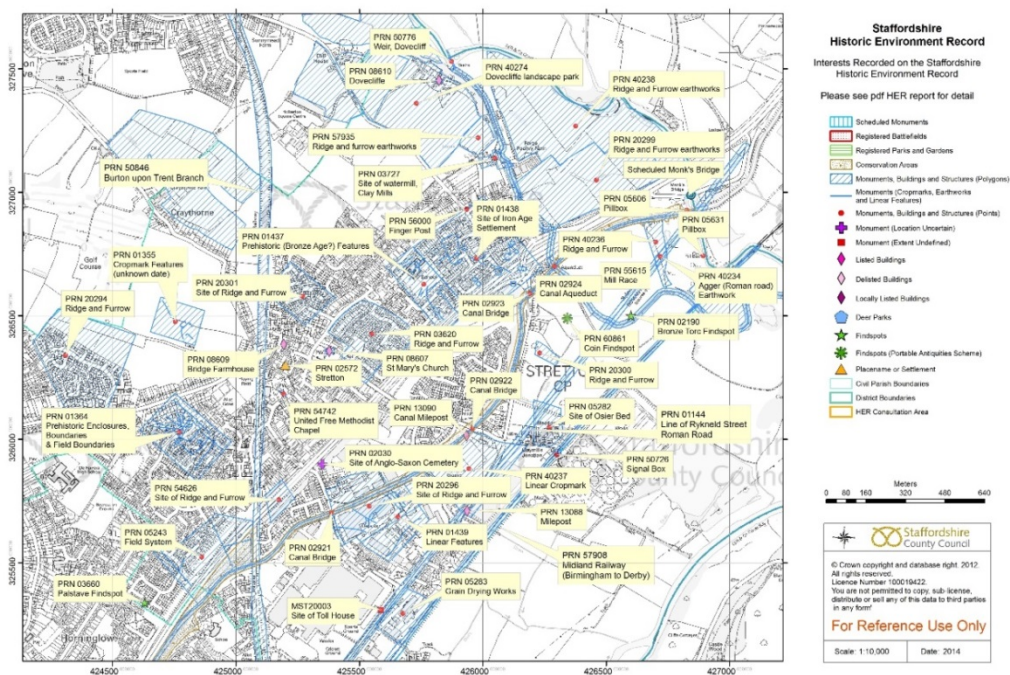 PRN 50776
Weir, Dovecliff
PRN 08610
Dovecliffe
PRN 40274
Dovecliffe landscape park
PRN 40238
Ridge and Furrow earthworks
PRN 57935
Ridge and furrow earthworks
PRN 20299
Ridge and Furrow earthworks
Scheduled Monk's Bridge
PRN 50846
Burton upon Trent Branch
PRN 03727
Site of watermill,
Clay Mills
PRN 01438
Site of Iron Age
Settlement
PRN 05606
Pillbox
PRN 05631
Pillbox
PRN 56000
Finger Post
PRN 01437
Prehistoric (Bronze Age?) Features
PRN 40236
Ridge and Furrow
Craythorne
Golf
Course
PRN 01355
Cropmark Features
(unknown date)
PRN 20301
Site of Ridge and Furrow
PRN 02924
Canal Aqueduct
PRN 55615
Mill Race
PRN 40234
Agger (Roman road)
Earthwork
PRN 20294
Ridge and Furrow
PRN 02923
Canal Bridge
PRN 02190
Bronze Torc Findspot
PRN 03620
Ridge and Furrow
PRN 60861
Coin Findspot
PRN 08609
Bridge Farmhouse
PRN 02572
Stretton
PRN 08607
St Mary's Church
PRN 20300
Ridge and Furrow
PRN 02922
Canal Bridge
PRN 01364
Prehistoric Enclosures,
Boundaries
& Field Boundaries
PRN 54742
United Free Methodist
Chapel
PRN 13090
Canal Milepost
PRN 05282
Site of Osier Bed
PRN 01144
Line of Rykneld Street
Roman Road
PRN 02030
Site of Anglo-Saxon Cemetery
PRN 50726
Signal Box
PRN 40237
Linear Cropmark
PRN 54626
Site of Ridge and Furrow
PRN 20296
Site of Ridge and Furrow
PRN 13088
Milepost
PRN 05243
Field System
PRN 01439
Linear Features
PRN 02921
Canal Bridge
PRN 57908
Midland Railway
(Birmingham to Derby)
PRN 03660
Palstave Findspot
PRN 05283
Grain Drying Works
MST20003
Site of Toll House
Horninglow
CP
327500
327000
326500
326000
325500
424500
425000
425500
426000
426500
427000
Staffordshire
Historic Environment Record
Interests Recorded on the Staffordshire
Historic Environment Record
Please see pdf HER report for detail
Scheduled Monuments
Registered Battlefields
Registered Parks and Gardens
Conservation Areas
Monuments, Buildings and Structures (Polygons)
Monuments (Cropmarks, Earthworks
and Linear Features)
Monuments, Buildings and Structures (Points)
Monument (Location Uncertain)
Monument (Extent Undefined)
Listed Buildings
Delisted Buildings
Locally Listed Buildings
Deer Parks
Findspots
Findspots (Portable Antiquities Scheme)
Placename or Settlement
Civil Parish Boundaries
District Boundaries
HER Consultation Area
Meters
0 80 160 320 480 640
Staffordshire
County Council
© Crown copyright and database right. 2012.
All rights reserved.
Licence Number 100019422.
You are not permitted to copy, sub-license,
distribute or sell any of this data to third parties
in any form'
For Reference Use Only
Scale: 1:10,000
Date: 2014